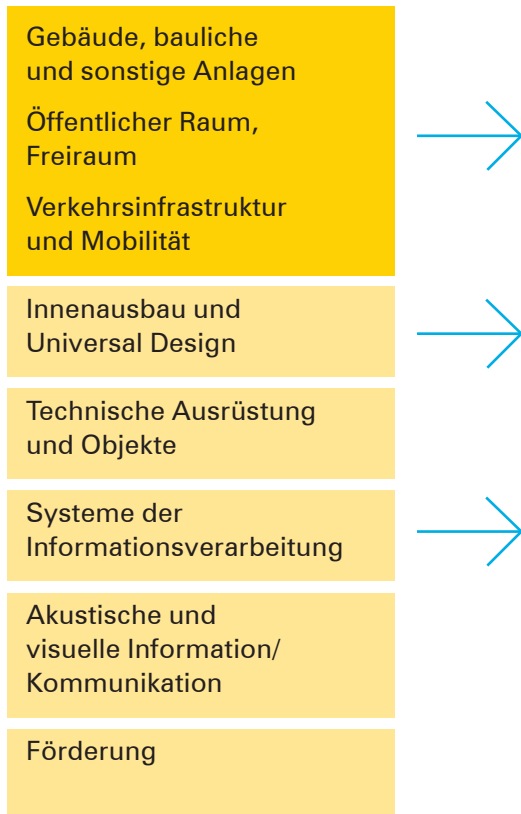 Gebäude, bauliche
und sonstige Anlagen
Öffentlicher Raum,
Freiraum
Verkehrsinfrastruktur
und Mobilität
Innenausbau und
Universal Design
Technische Ausrüstung
und Objekte
Systeme der
Informationsverarbeitung
Akustische und
visuelle Information/
Kommunikation
Förderung